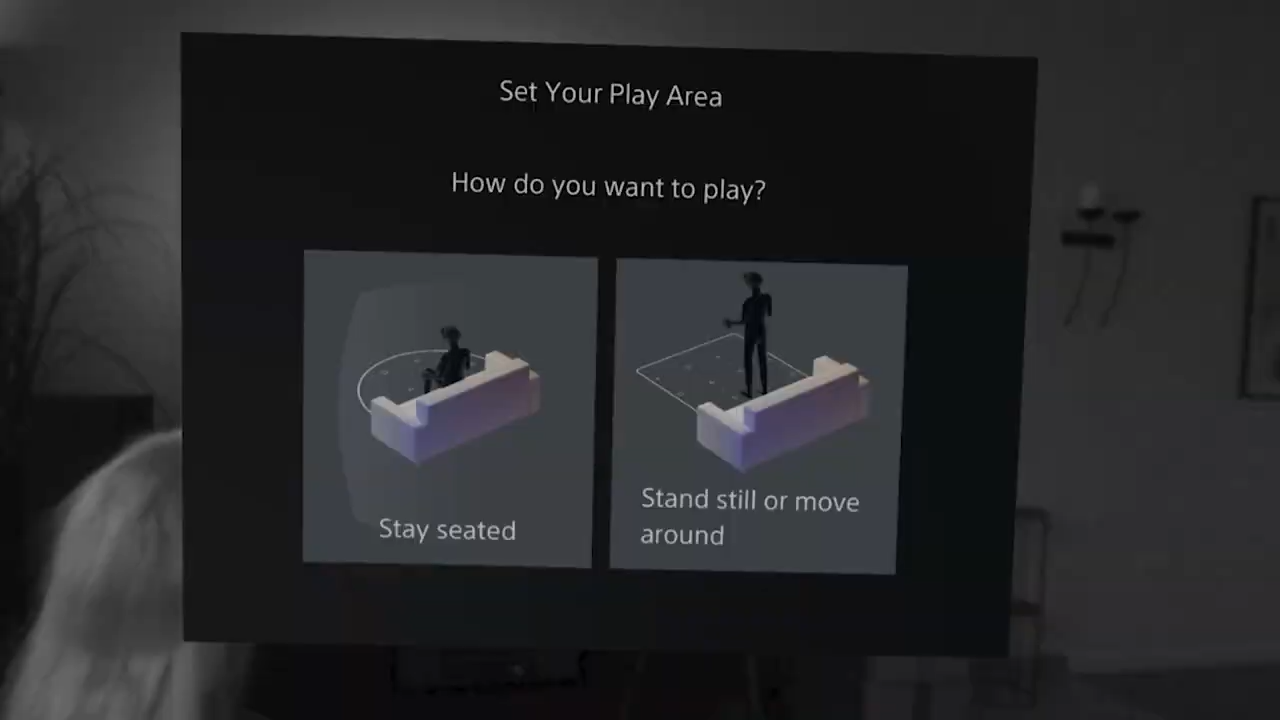 Set Your Play Area
How do you want to play?
Stay seated
Stand still or move
around